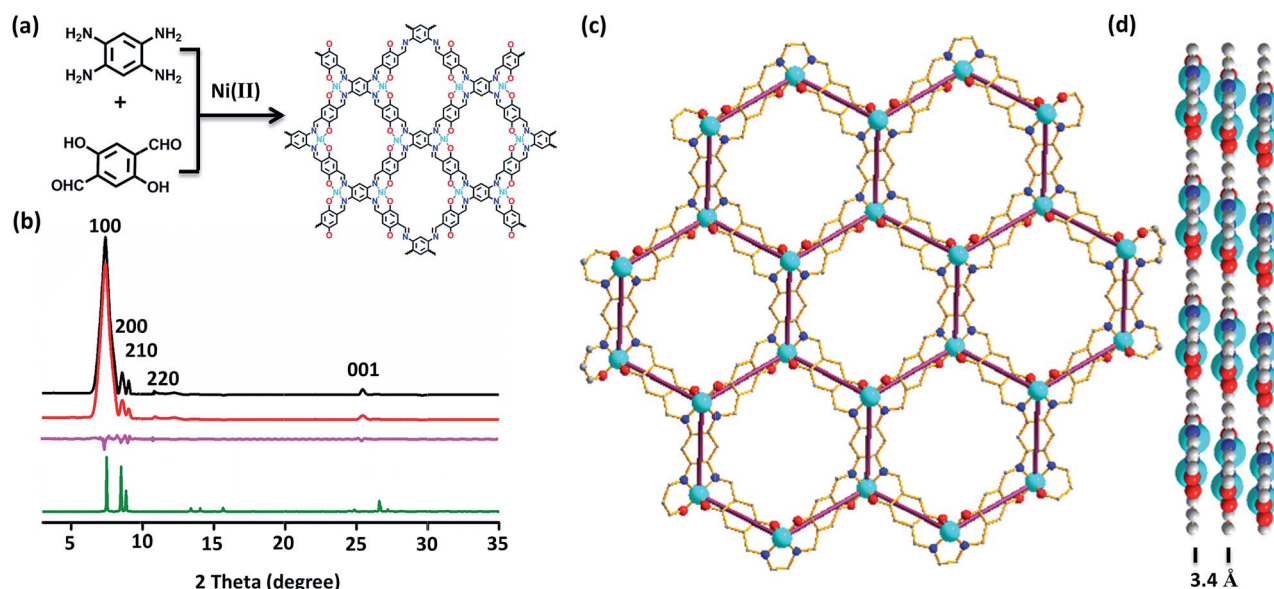 (a)
H₂N
NH₂
H₂N
NH₂
+
HO
CHO
OHC
OH
Ni(II)
(b)
100
200
210
220
001
5
10
15
20
25
30
35
2 Theta (degree)
(c)
(d)
3.4 Å